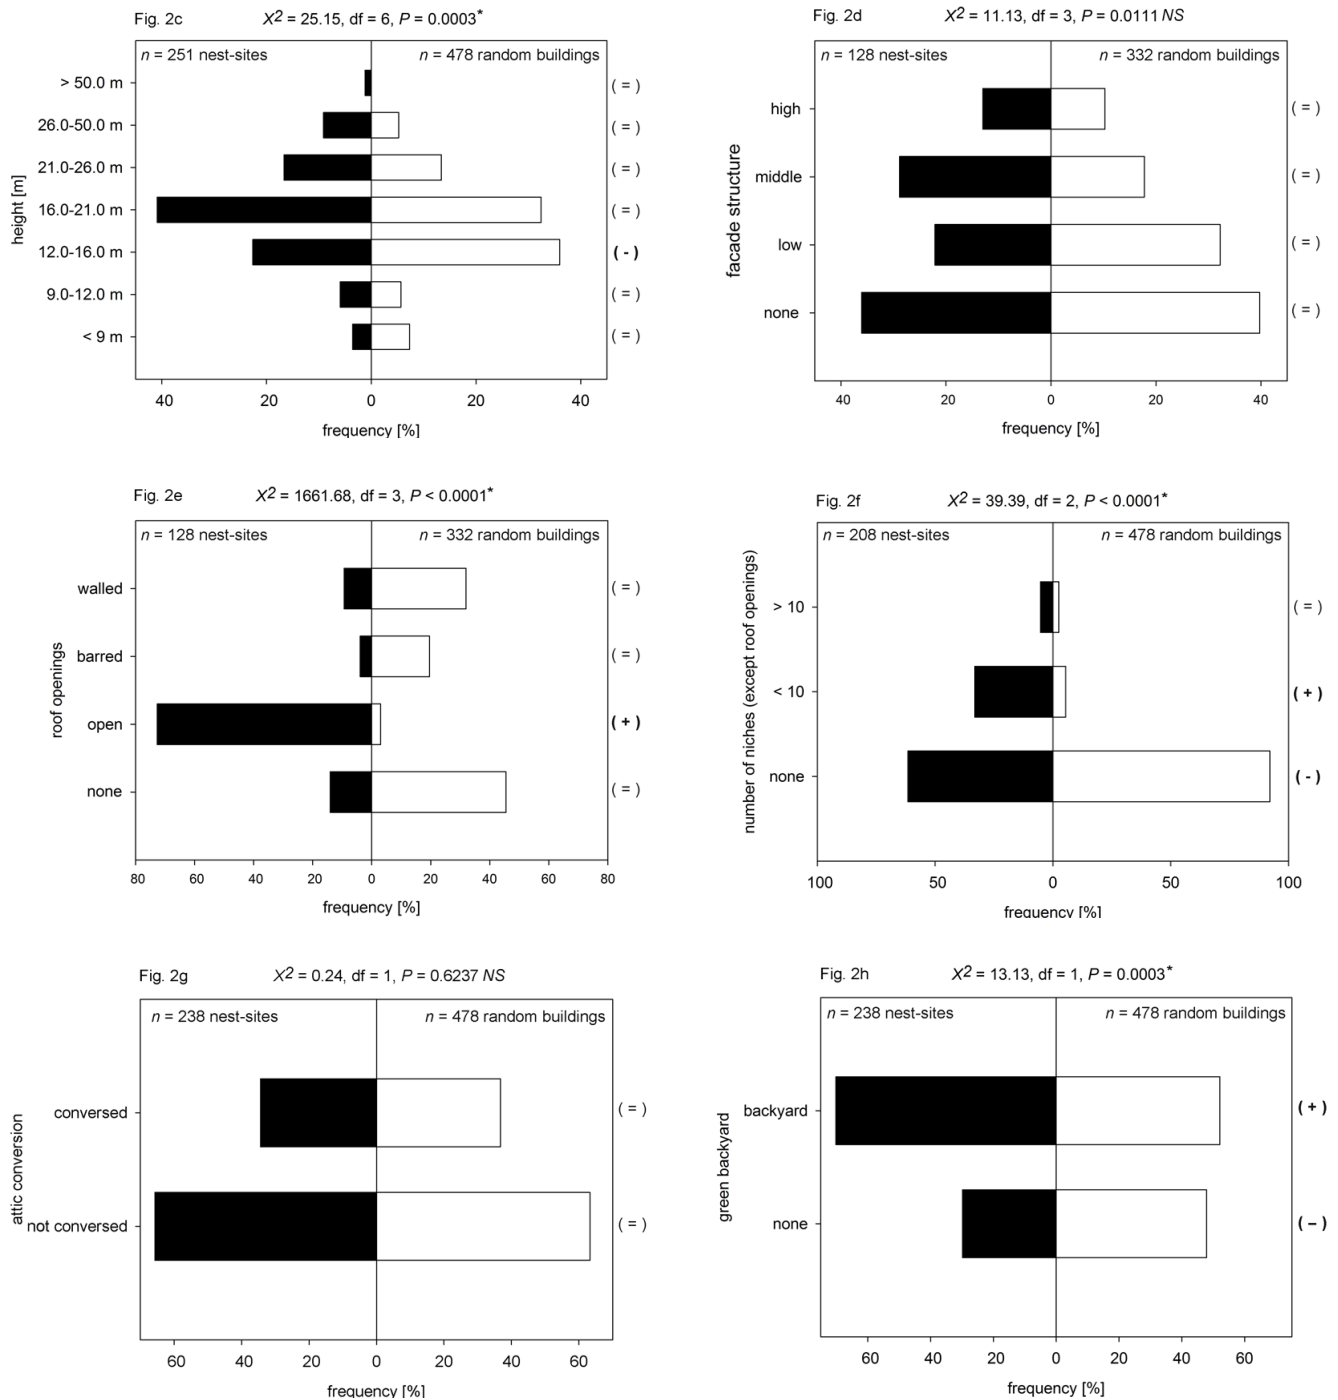 Fig. 2c X2 = 25.15, df = 6, P = 0.0003*
n = 251 nest-sites n = 478 random buildings
height [m]
> 50.0 m ( = )
26.0-50.0 m ( = )
21.0-26.0 m ( = )
16.0-21.0 m ( = )
12.0-16.0 m ( - )
9.0-12.0 m ( = )
< 9 m ( = )
40 20 0 20 40
frequency [%]
Fig. 2d X2 = 11.13, df = 3, P = 0.0111 NS
n = 128 nest-sites n = 332 random buildings
facade structure
high ( = )
middle ( = )
low ( = )
none ( = )
40 20 0 20 40
frequency [%]
Fig. 2e X2 = 1661.68, df = 3, P < 0.0001*
n = 128 nest-sites n = 332 random buildings
roof openings
walled ( = )
barred ( = )
open ( + )
none ( = )
80 60 40 20 0 20 40 60 80
frequency [%]
Fig. 2f X2 = 39.39, df = 2, P < 0.0001*
n = 208 nest-sites n = 478 random buildings
number of niches (except roof openings)
> 10 ( = )
< 10 ( + )
none ( - )
100 50 0 50 100
frequency [%]
Fig. 2g X2 = 0.24, df = 1, P = 0.6237 NS
n = 238 nest-sites n = 478 random buildings
attic conversion
conversed ( = )
not conversed ( = )
60 40 20 0 20 40 60
frequency [%]
Fig. 2h X2 = 13.13, df = 1, P = 0.0003*
n = 238 nest-sites n = 478 random buildings
green backyard
backyard ( + )
none ( – )
60 40 20 0 20 40 60
frequency [%]